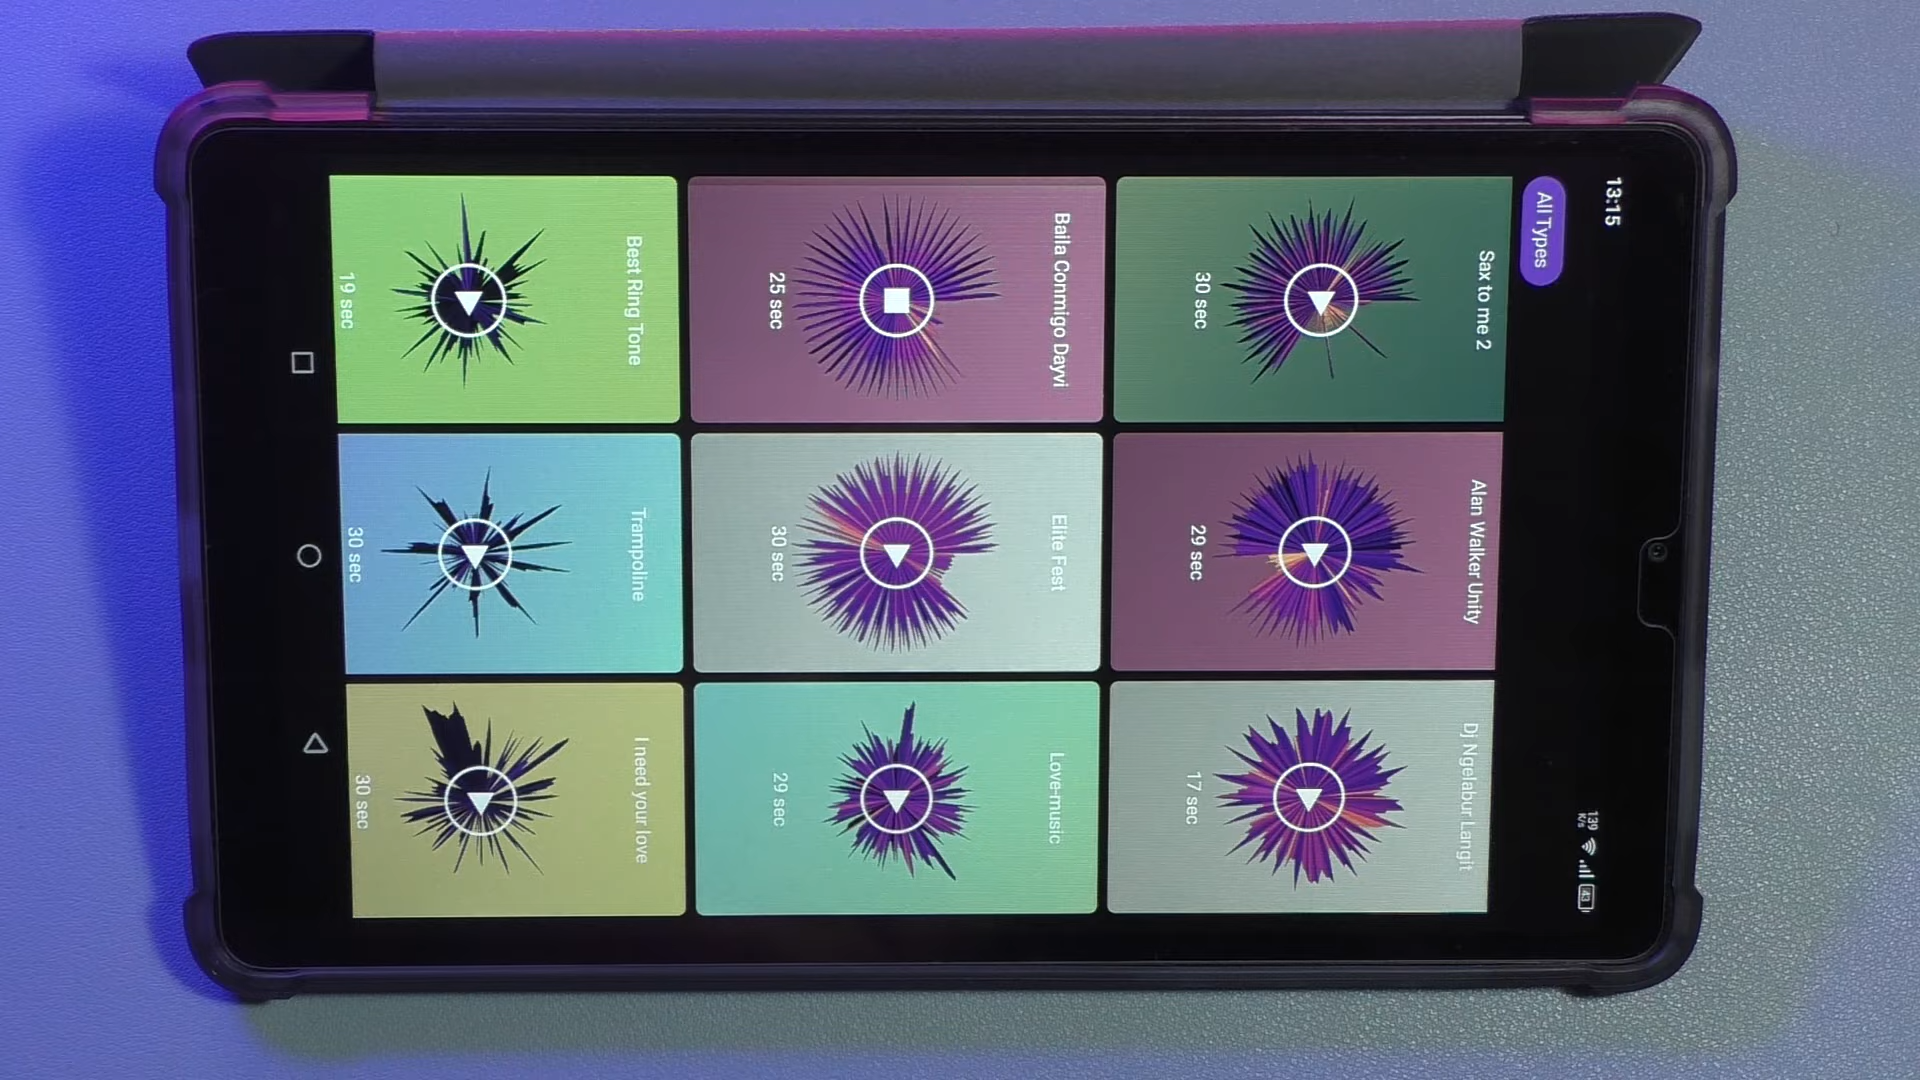 13:15
139
K/s
43
All Types
Sax to me 2
30 sec
Alan Walker Unity
29 sec
Dj Ngelabur Langit
17 sec
Baila Conmigo Dayvi
25 sec
Elite Fest
30 sec
Love-music
29 sec
Best Ring Tone
19 sec
Trampoline
30 sec
I need your love
30 sec